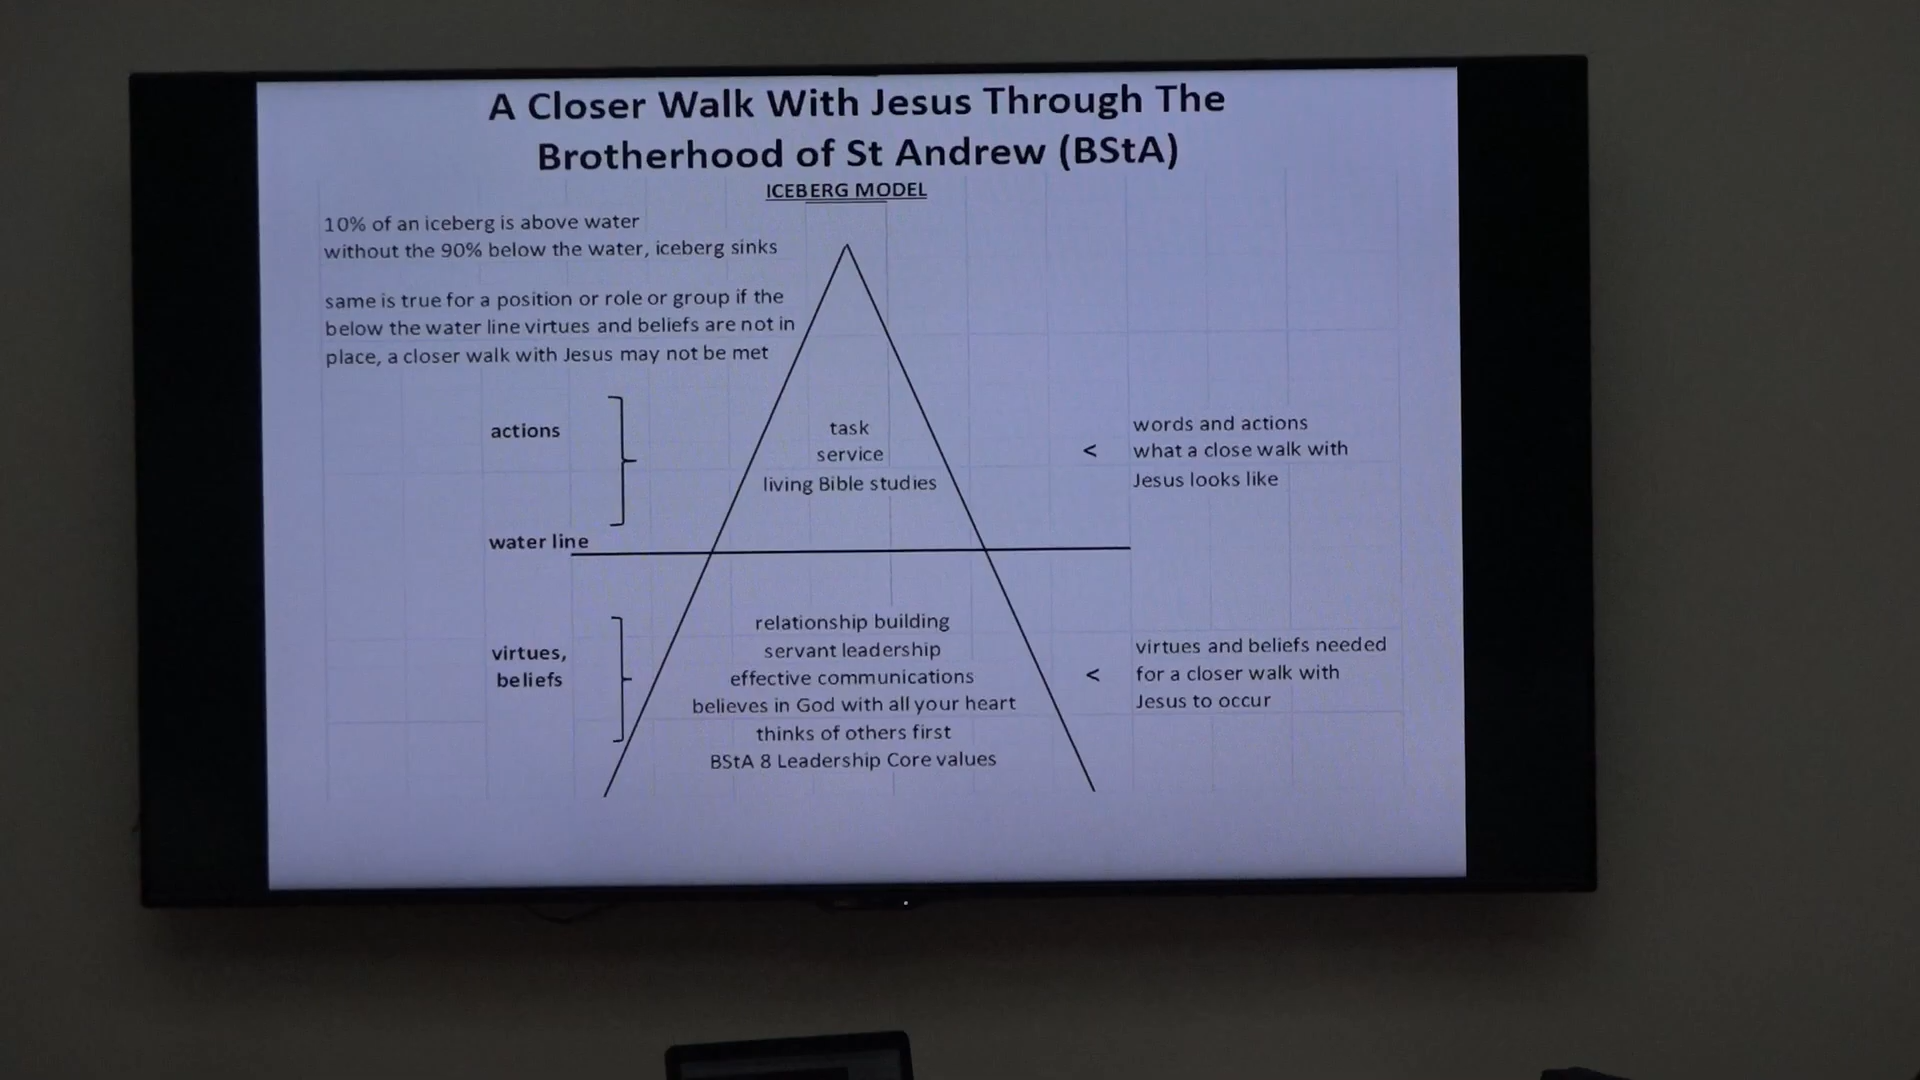 A Closer Walk With Jesus Through The
Brotherhood of St Andrew (BStA)
ICEBERG MODEL
10% of an iceberg is above water
without the 90% below the water, iceberg sinks
same is true for a position or role or group if the
below the water line virtues and beliefs are not in
place, a closer walk with Jesus may not be met
actions
task
service
living Bible studies
<
words and actions
what a close walk with
Jesus looks like
water line
virtues,
beliefs
relationship building
servant leadership
effective communications
believes in God with all your heart
thinks of others first
BStA 8 Leadership Core values
<
virtues and beliefs needed
for a closer walk with
Jesus to occur